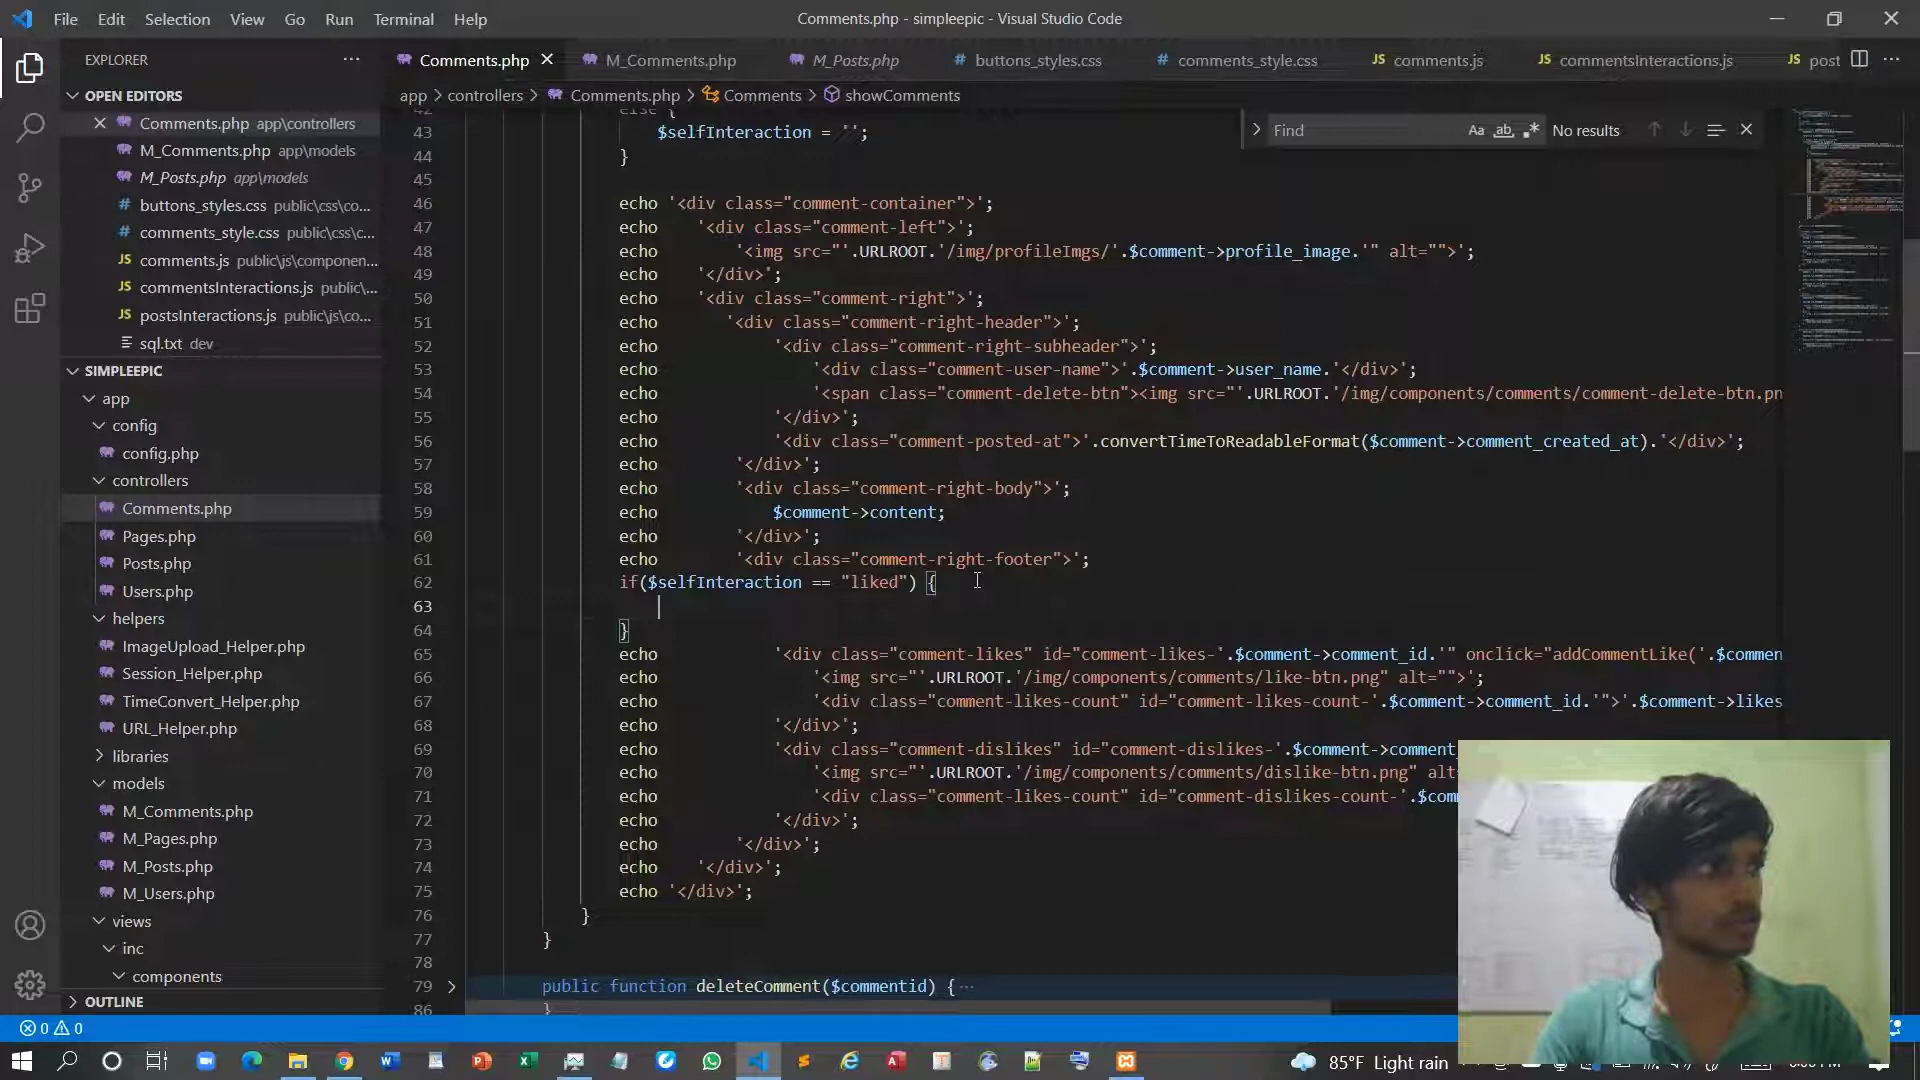 File Edit Selection View Go Run Terminal Help
Comments.php - simpleepic - Visual Studio Code
EXPLORER
Comments.php M_Comments.php M_Posts.php buttons_styles.css comments_style.css comments.js commentsInteractions.js post
OPEN EDITORS
app > controllers > Comments.php > Comments > showComments
Comments.php app\controllers
M_Comments.php app\models
M_Posts.php app\models
buttons_styles.css public\css\co...
comments_style.css public\css\c...
comments.js public\js\componen...
commentsInteractions.js public\...
postsInteractions.js public\js\co...
sql.txt dev
SIMPLEEPIC
app
config
config.php
controllers
Comments.php
Pages.php
Posts.php
Users.php
helpers
ImageUpload_Helper.php
Session_Helper.php
TimeConvert_Helper.php
URL_Helper.php
libraries
models
M_Comments.php
M_Pages.php
M_Posts.php
M_Users.php
views
inc
components
OUTLINE
Find Aa ab No results
else {
43 $selfInteraction = '';
44 }
45
46 echo '<div class="comment-container">';
47 echo '<div class="comment-left">';
48 echo '<img src="'.URLROOT.'/img/profileImgs/'.$comment->profile_image.'" alt="">';
49 echo '</div>';
50 echo '<div class="comment-right">';
51 echo '<div class="comment-right-header">';
52 echo '<div class="comment-right-subheader">';
53 echo '<div class="comment-user-name">'.$comment->user_name.'</div>';
54 echo '<span class="comment-delete-btn"><img src="'.URLROOT.'/img/components/comments/comment-delete-btn.pn
55 echo '</div>';
56 echo '<div class="comment-posted-at">'.convertTimeToReadableFormat($comment->comment_created_at).'</div>';
57 echo '</div>';
58 echo '<div class="comment-right-body">';
59 echo $comment->content;
60 echo '</div>';
61 echo '<div class="comment-right-footer">';
62 if($selfInteraction == "liked") {
63
64 }
65 echo '<div class="comment-likes" id="comment-likes-'.$comment->comment_id.'" onclick="addCommentLike('.$commen
66 echo '<img src="'.URLROOT.'/img/components/comments/like-btn.png" alt="">';
67 echo '<div class="comment-likes-count" id="comment-likes-count-'.$comment->comment_id.'">'.$comment->likes
68 echo '</div>';
69 echo '<div class="comment-dislikes" id="comment-dislikes-'.$comment->comment
70 echo '<img src="'.URLROOT.'/img/components/comments/dislike-btn.png" alt
71 echo '<div class="comment-likes-count" id="comment-dislikes-count-'.$com
72 echo '</div>';
73 echo '</div>';
74 echo '</div>';
75 echo '</div>';
76 }
77 }
78
79 public function deleteComment($commentid) {
86 }
0 0
85°F Light rain